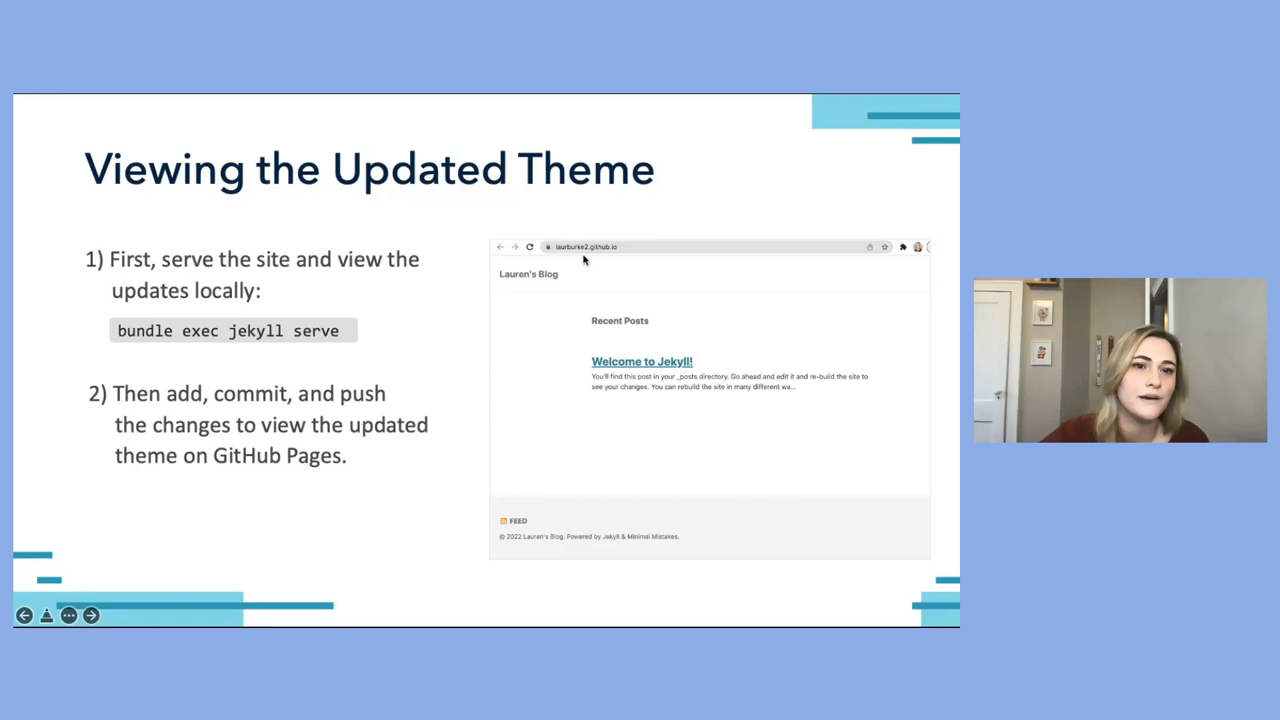 Viewing the Updated Theme
1) First, serve the site and view the
updates locally:
bundle exec jekyll serve
2) Then add, commit, and push
the changes to view the updated
theme on GitHub Pages.
laurburke2.github.io
Lauren's Blog
Recent Posts
Welcome to Jekyll!
You'll find this post in your _posts directory. Go ahead and edit it and re-build the site to
see your changes. You can rebuild the site in many different wa...
FEED
© 2022 Lauren's Blog. Powered by Jekyll & Minimal Mistakes.